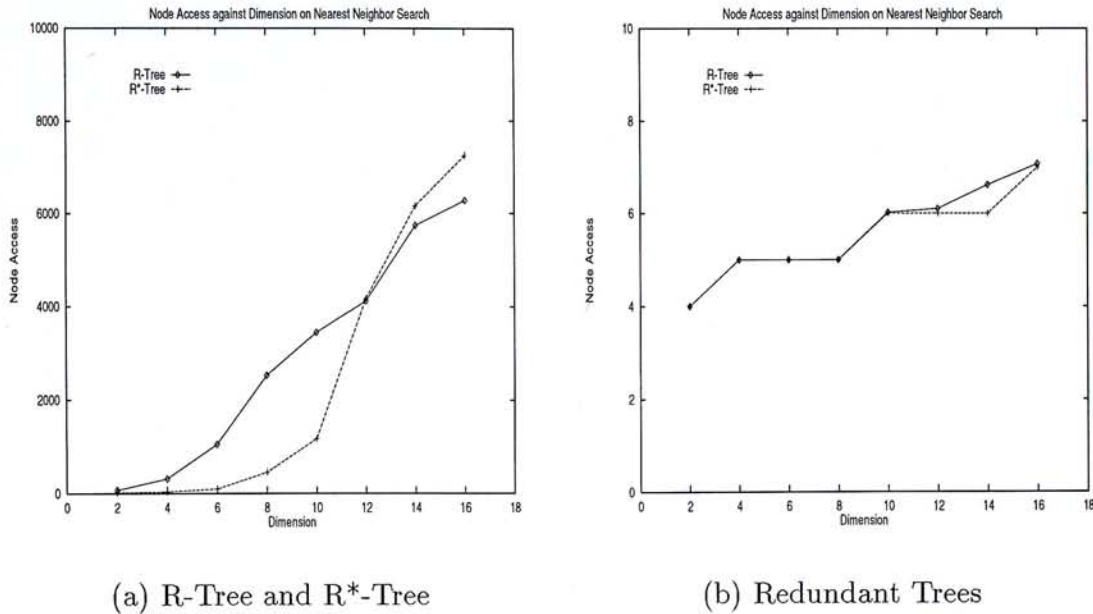 Node Access against Dimension on Nearest Neighbor Search
10000
8000
6000
4000
2000
0
Node Access
R-Tree
R*-Tree
0 2 4 6 8 10 12 14 16 18
Dimension
(a) R-Tree and R*-Tree
Node Access against Dimension on Nearest Neighbor Search
10
8
6
4
2
0
Node Access
R-Tree
R*-Tree
0 2 4 6 8 10 12 14 16 18
Dimension
(b) Redundant Trees